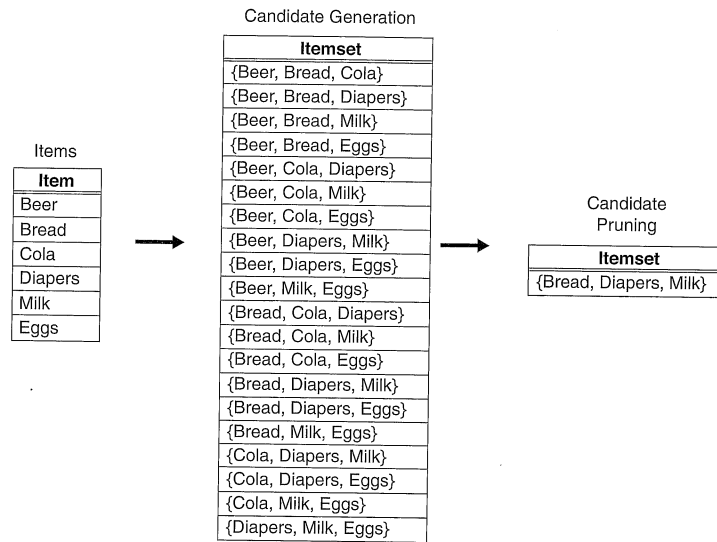 Candidate Generation
Itemset
{Beer, Bread, Cola}
{Beer, Bread, Diapers}
{Beer, Bread, Milk}
{Beer, Bread, Eggs}
{Beer, Cola, Diapers}
{Beer, Cola, Milk}
{Beer, Cola, Eggs}
{Beer, Diapers, Milk}
{Beer, Diapers, Eggs}
{Beer, Milk, Eggs}
{Bread, Cola, Diapers}
{Bread, Cola, Milk}
{Bread, Cola, Eggs}
{Bread, Diapers, Milk}
{Bread, Diapers, Eggs}
{Bread, Milk, Eggs}
{Cola, Diapers, Milk}
{Cola, Diapers, Eggs}
{Cola, Milk, Eggs}
{Diapers, Milk, Eggs}
Items
Item
Beer
Bread
Cola
Diapers
Milk
Eggs
Candidate
Pruning
Itemset
{Bread, Diapers, Milk}